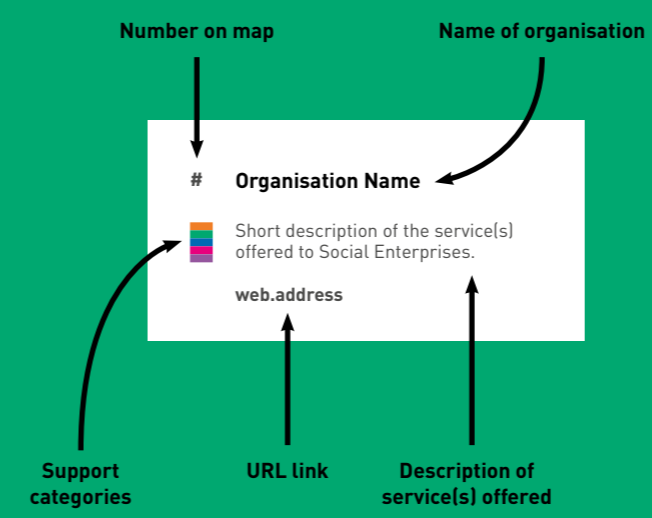 Number on map
Name of organisation
#
Organisation Name
Short description of the service(s)
offered to Social Enterprises.
web.address
Support
categories
URL link
Description of
service(s) offered